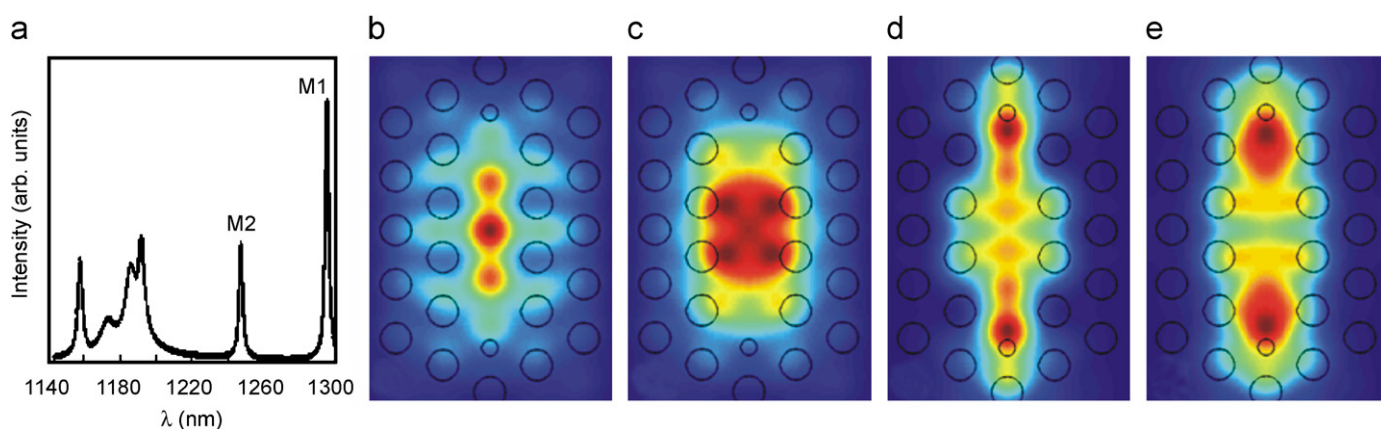 a
b
c
d
e
M1
M2
Intensity (arb. units)
1140 1180 1220 1260 1300
λ (nm)